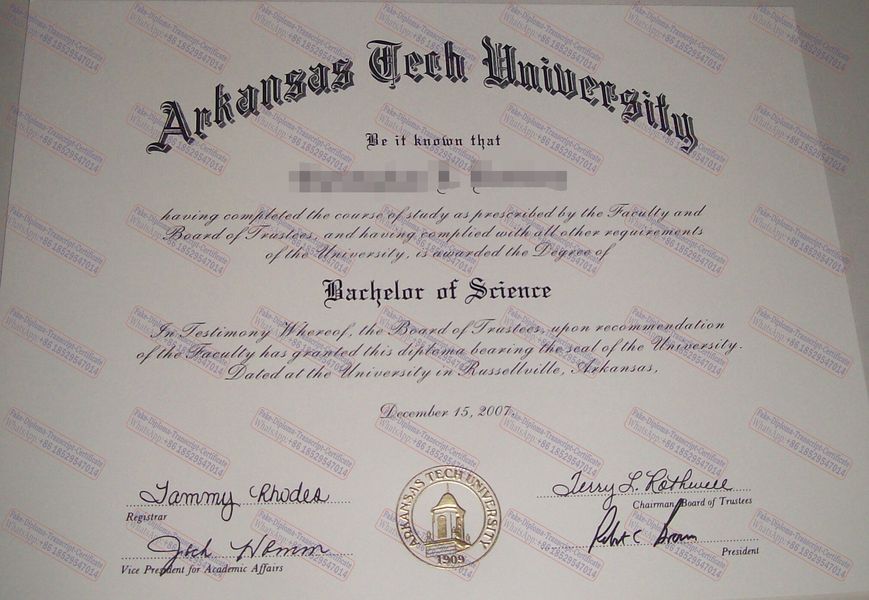 Arkansas Tech University
Be it known that
having completed the course of study as prescribed by the Faculty and
Board of Trustees, and having complied with all other requirements
of the University, is awarded the Degree of
Bachelor of Science
In Testimony Whereof, the Board of Trustees, upon recommendation
of the Faculty has granted this diploma bearing the seal of the University.
Dated at the University in Russellville, Arkansas,
December 15, 2007.
Tammy Rhodes
Registrar
Jack Hamm
Vice President for Academic Affairs
ARKANSAS TECH UNIVERSITY
1909
Terry L. Rothwell
Chairman, Board of Trustees
Robt C. Brown
President
Fake-Diploma-Transcript-Certificate
WhatsApp:+86 18529547014